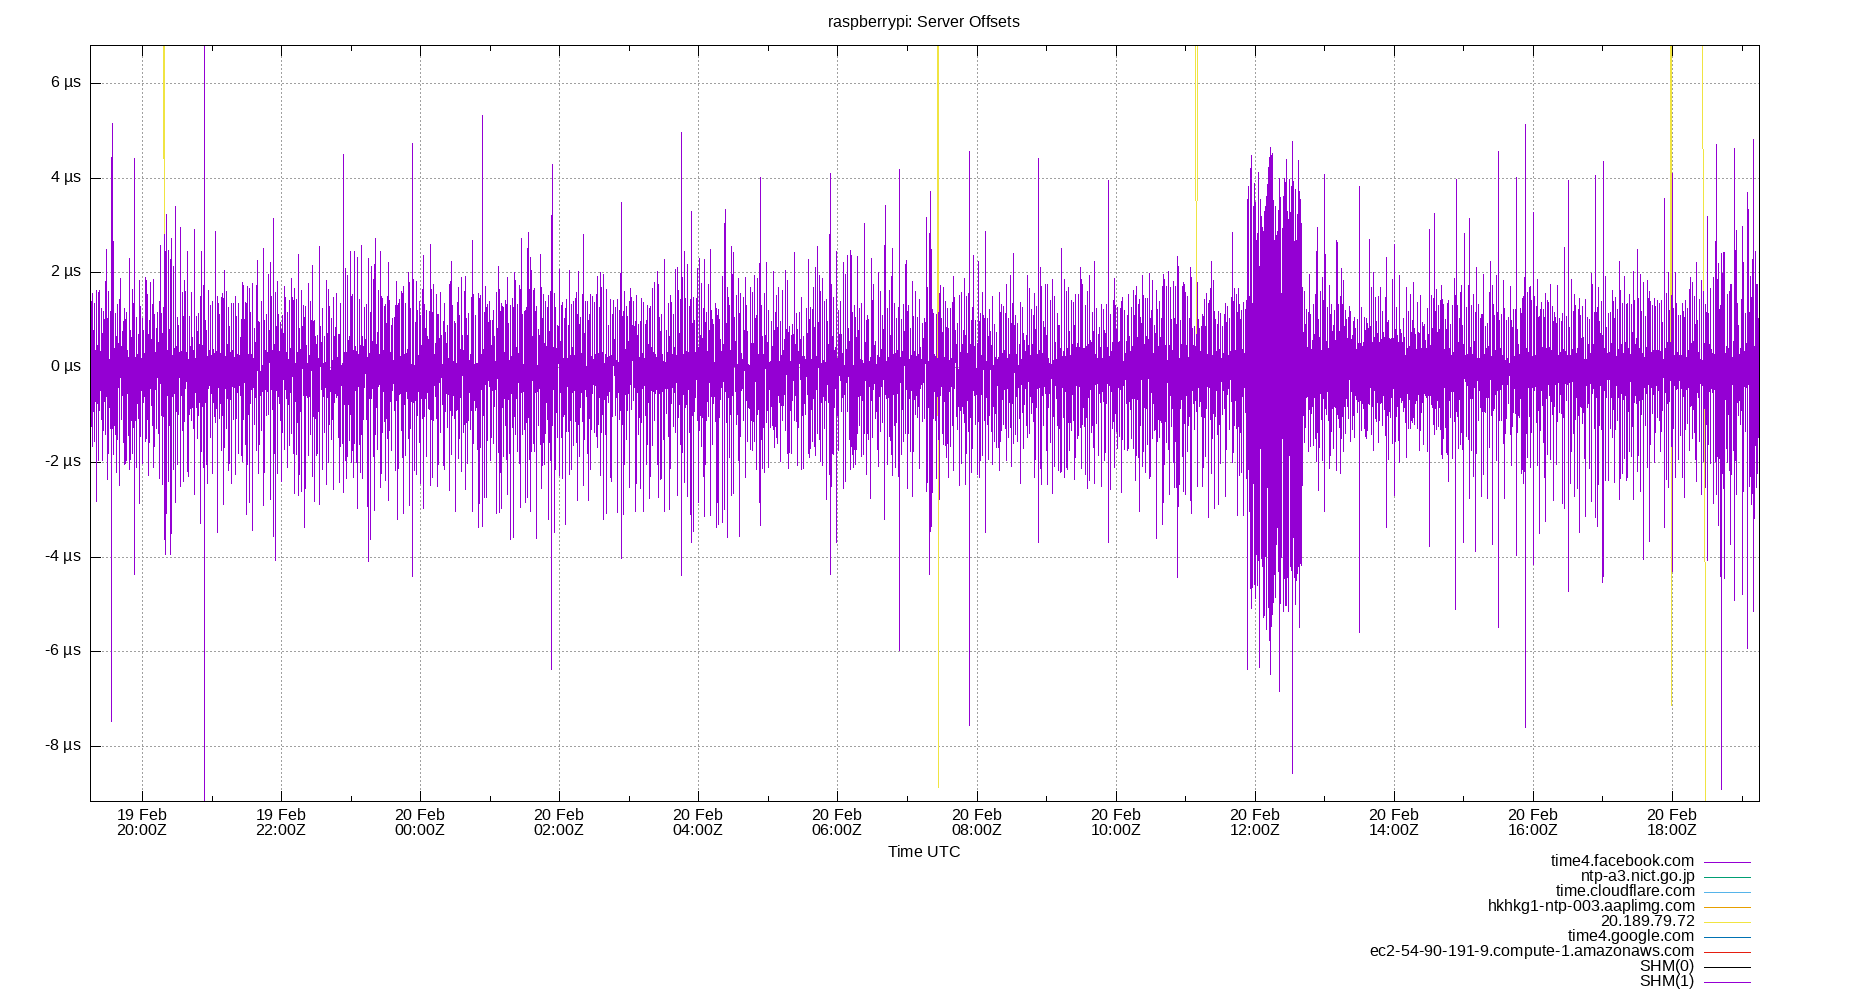 raspberrypi: Server Offsets
6 µs
4 µs
2 µs
0 µs
-2 µs
-4 µs
-6 µs
-8 µs
19 Feb 19 Feb 20 Feb 20 Feb 20 Feb 20 Feb 20 Feb 20 Feb 20 Feb 20 Feb 20 Feb 20 Feb
20:00Z 22:00Z 00:00Z 02:00Z 04:00Z 06:00Z 08:00Z 10:00Z 12:00Z 14:00Z 16:00Z 18:00Z
Time UTC
time4.facebook.com
ntp-a3.nict.go.jp
time.cloudflare.com
hkhkg1-ntp-003.aaplimg.com
20.189.79.72
time4.google.com
ec2-54-90-191-9.compute-1.amazonaws.com
SHM(0)
SHM(1)